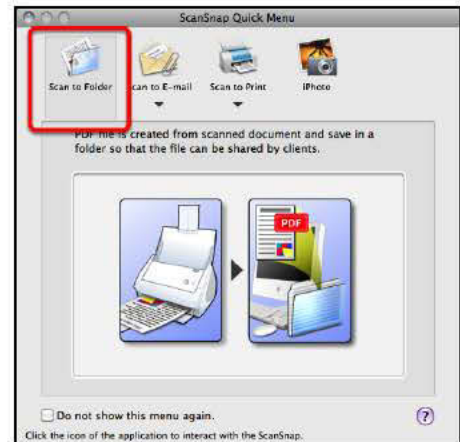 ScanSnap Quick Menu
Scan to Folder
can to E-mail
Scan to Print
iPhoto
PDF file is created from scanned document and save in a
folder so that the file can be shared by clients.
PDF
Do not show this menu again.
?
Click the icon of the application to interact with the ScanSnap.